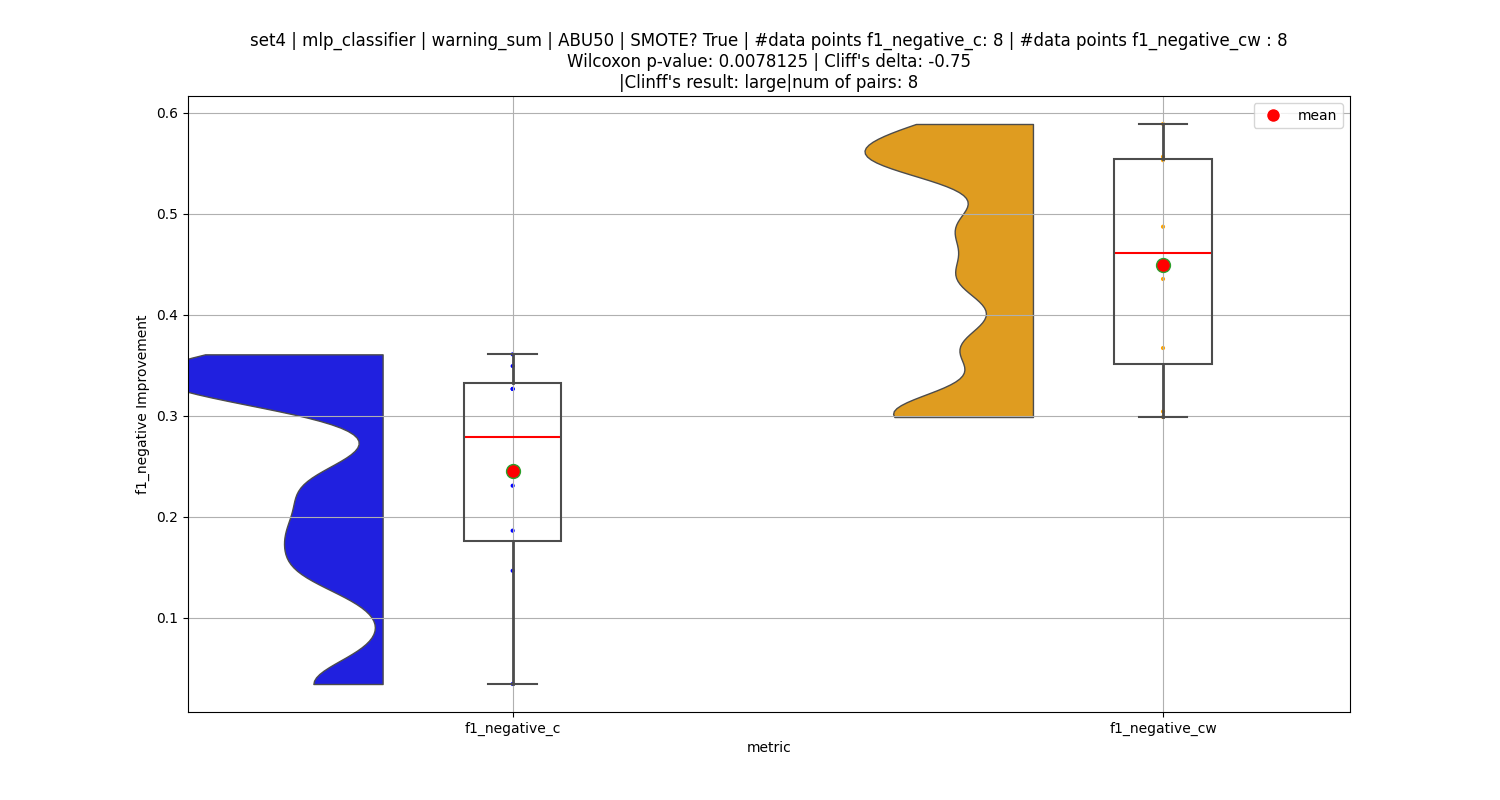 set4 | mlp_classifier | warning_sum | ABU50 | SMOTE? True | #data points f1_negative_c: 8 | #data points f1_negative_cw : 8
Wilcoxon p-value: 0.0078125 | Cliff's delta: -0.75
|Clinff's result: large|num of pairs: 8
mean
0.6
0.5
0.4
0.3
0.2
0.1
f1_negative Improvement
f1_negative_c
f1_negative_cw
metric